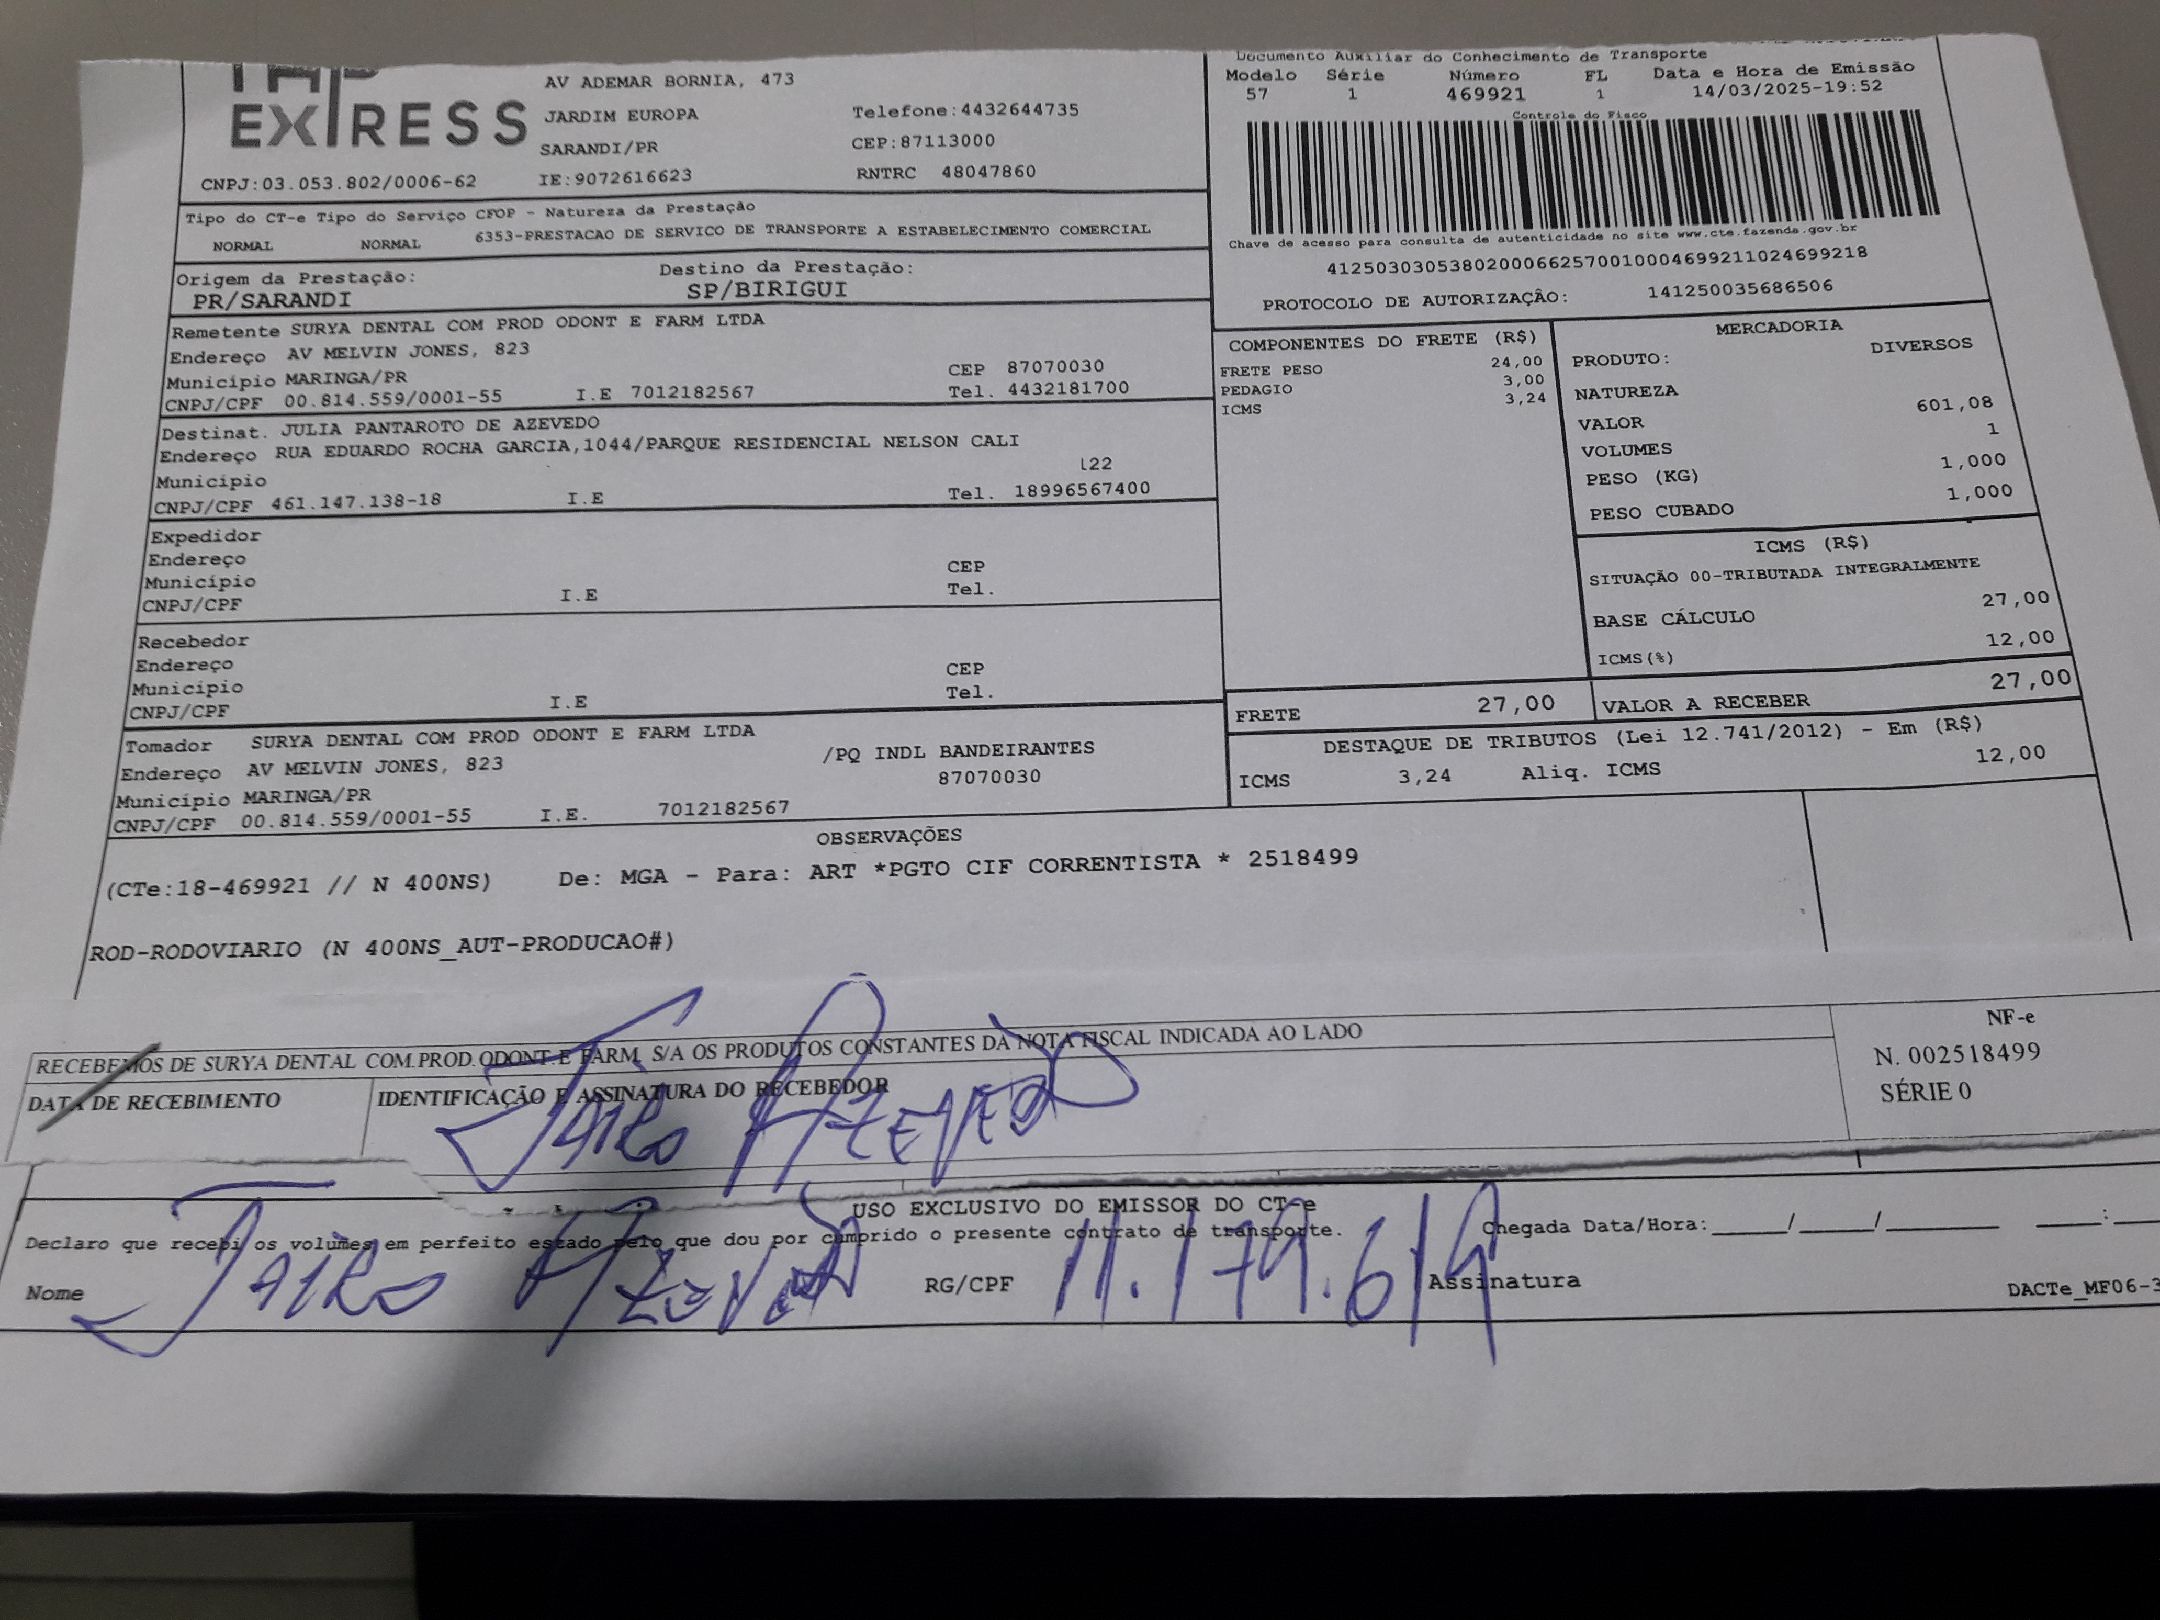 EXPRESS
AV ADEMAR BORNIA, 473
JARDIM EUROPA
Telefone:4432644735
SARANDI/PR
CEP:87113000
CNPJ:03.053.802/0006-62
IE:9072616623
RNTRC 48047860
Documento Auxiliar do Conhecimento de Transporte
Modelo Série Número FL Data e Hora de Emissão
57 1 469921 1 14/03/2025-19:52
Controle do Fisco
Chave de acesso para consulta de autenticidade no site www.cte.fazenda.gov.br
41250303053802000662570010004699211024699218
PROTOCOLO DE AUTORIZAÇÃO: 141250035686506
Tipo do CT-e Tipo do Serviço CFOP - Natureza da Prestação
NORMAL NORMAL 6353-PRESTACAO DE SERVICO DE TRANSPORTE A ESTABELECIMENTO COMERCIAL
Origem da Prestação: Destino da Prestação:
PR/SARANDI SP/BIRIGUI
Remetente SURYA DENTAL COM PROD ODONT E FARM LTDA
Endereço AV MELVIN JONES, 823
Município MARINGA/PR CEP 87070030
CNPJ/CPF 00.814.559/0001-55 I.E 7012182567 Tel. 4432181700
Destinat. JULIA PANTAROTO DE AZEVEDO
Endereço RUA EDUARDO ROCHA GARCIA,1044/PARQUE RESIDENCIAL NELSON CALI
Município 122
CNPJ/CPF 461.147.138-18 I.E Tel. 18996567400
Expedidor
Endereço
Município CEP
CNPJ/CPF I.E Tel.
Recebedor
Endereço
Município CEP
CNPJ/CPF I.E Tel.
Tomador SURYA DENTAL COM PROD ODONT E FARM LTDA
Endereço AV MELVIN JONES, 823 /PQ INDL BANDEIRANTES
Município MARINGA/PR 87070030
CNPJ/CPF 00.814.559/0001-55 I.E. 7012182567
COMPONENTES DO FRETE (R$)
FRETE PESO 24,00
PEDAGIO 3,00
ICMS 3,24
MERCADORIA
PRODUTO: DIVERSOS
NATUREZA
VALOR 601,08
VOLUMES 1
PESO (KG) 1,000
PESO CUBADO 1,000
ICMS (R$)
SITUAÇÃO 00-TRIBUTADA INTEGRALMENTE
BASE CÁLCULO 27,00
ICMS(%) 12,00
FRETE 27,00 VALOR A RECEBER 27,00
DESTAQUE DE TRIBUTOS (Lei 12.741/2012) - Em (R$)
ICMS 3,24 Aliq. ICMS 12,00
OBSERVAÇÕES
(CTe:18-469921 // N 400NS) De: MGA - Para: ART *PGTO CIF CORRENTISTA * 2518499
ROD-RODOVIARIO (N 400NS_AUT-PRODUCAO#)
RECEBEMOS DE SURYA DENTAL COM.PROD.ODONT.E FARM. S/A OS PRODUTOS CONSTANTES DA NOTA FISCAL INDICADA AO LADO
DATA DE RECEBIMENTO
IDENTIFICAÇÃO E ASSINATURA DO RECEBEDOR
JAIRO AZEVEDO
NF-e
N. 002518499
SÉRIE 0
USO EXCLUSIVO DO EMISSOR DO CT-e
Declaro que recebi os volumes em perfeito estado pelo que dou por cumprido o presente contrato de transporte.
Chegada Data/Hora:____/____/______ ____:
Nome JAIRO AZEVEDO RG/CPF 11.179.619 Assinatura
DACTe_MF06-3